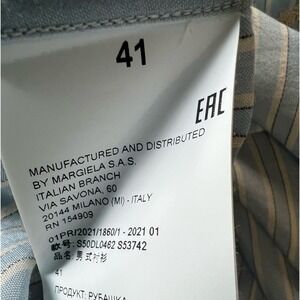 41
EAC
MANUFACTURED AND DISTRIBUTED
BY MARGIELA S.A.S.
ITALIAN BRANCH
VIA SAVONA, 60
20144 MILANO (MI) - ITALY
RN 154909
01PRI/2021/1860/1 - 2021 01
款号: S50DL0462 S53742
品名: 男式衬衫
41
ПРОДУКТ: РУБАШКА